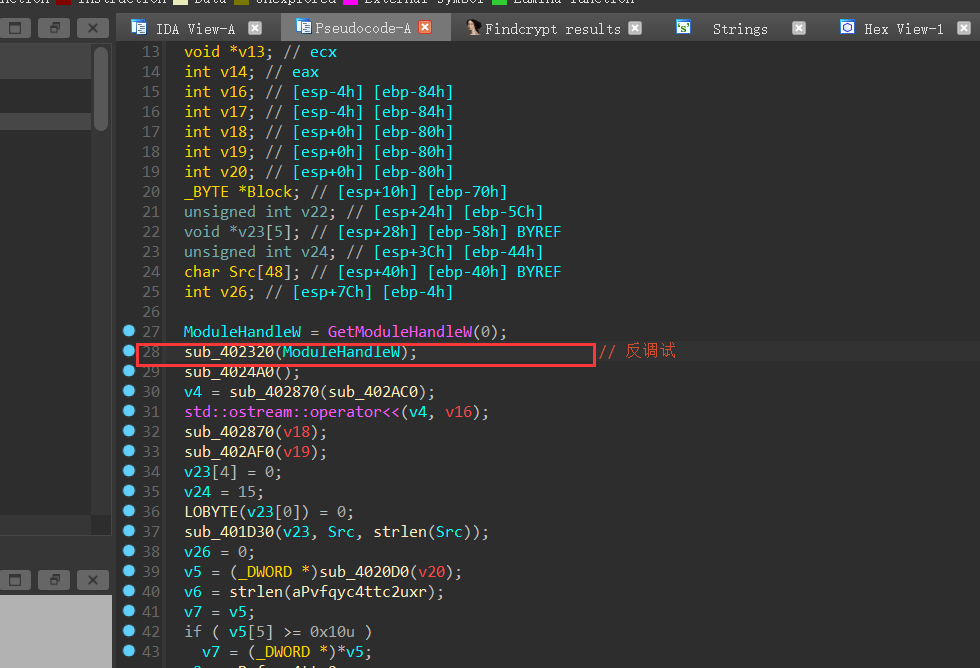 Instruction Data Unexplored External symbol Lumina function
IDA View-A Pseudocode-A Findcrypt results Strings Hex View-1
13 void *v13; // ecx
14 int v14; // eax
15 int v16; // [esp-4h] [ebp-84h]
16 int v17; // [esp-4h] [ebp-84h]
17 int v18; // [esp+0h] [ebp-80h]
18 int v19; // [esp+0h] [ebp-80h]
19 int v20; // [esp+0h] [ebp-80h]
20 _BYTE *Block; // [esp+10h] [ebp-70h]
21 unsigned int v22; // [esp+24h] [ebp-5Ch]
22 void *v23[5]; // [esp+28h] [ebp-58h] BYREF
23 unsigned int v24; // [esp+3Ch] [ebp-44h]
24 char Src[48]; // [esp+40h] [ebp-40h] BYREF
25 int v26; // [esp+7Ch] [ebp-4h]
26
27 ModuleHandleW = GetModuleHandleW(0);
28 sub_402320(ModuleHandleW); // 反调试
29 sub_4024A0();
30 v4 = sub_402870(sub_402AC0);
31 std::ostream::operator<<(v4, v16);
32 sub_402870(v18);
33 sub_402AF0(v19);
34 v23[4] = 0;
35 v24 = 15;
36 LOBYTE(v23[0]) = 0;
37 sub_401D30(v23, Src, strlen(Src));
38 v26 = 0;
39 v5 = (_DWORD *)sub_4020D0(v20);
40 v6 = strlen(aPvfqyc4ttc2uxr);
41 v7 = v5;
42 if ( v5[5] >= 0x10u )
43 v7 = (_DWORD *)*v5;